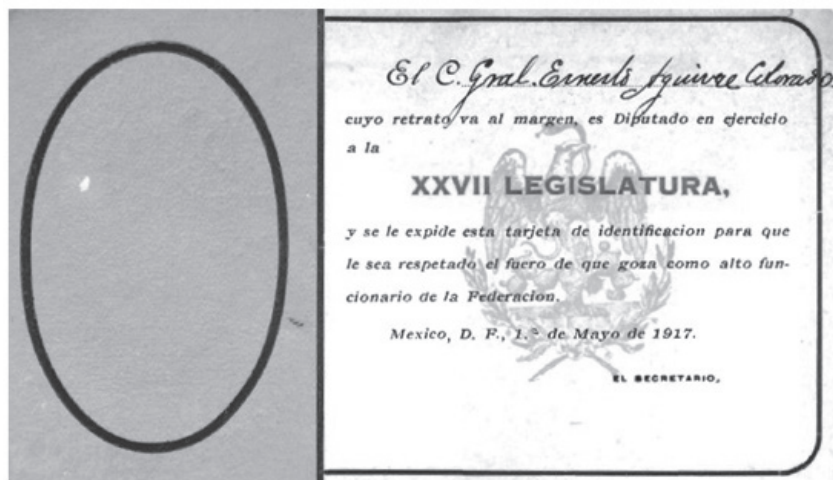 El C. Gral. Ernesto Aguirre Colorado.
cuyo retrato va al margen, es Diputado en ejercicio
a la
XXVII LEGISLATURA,
y se le expide esta tarjeta de identificacion para que
le sea respetado el fuero de que goza como alto fun-
cionario de la Federacion.
Mexico, D. F., 1.º de Mayo de 1917.
EL SECRETARIO,